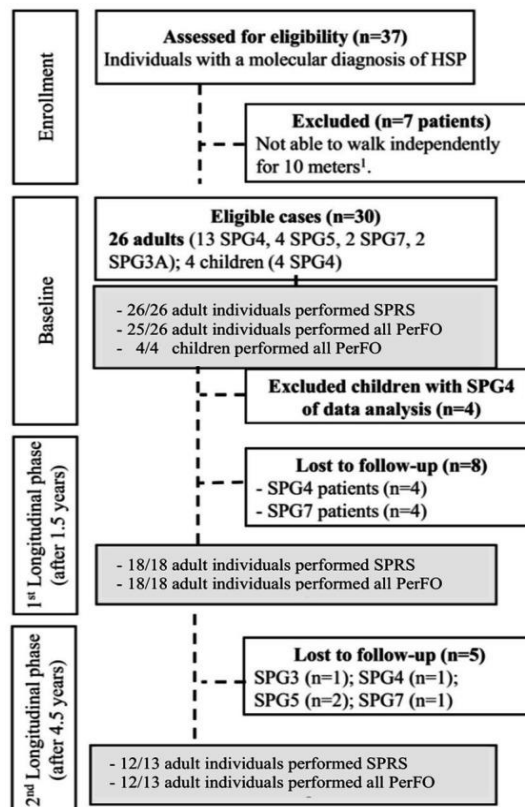 Enrollment
Assessed for eligibility (n=37)
Individuals with a molecular diagnosis of HSP
Excluded (n=7 patients)
Not able to walk independently
for 10 meters¹.
Baseline
Eligible cases (n=30)
26 adults (13 SPG4, 4 SPG5, 2 SPG7, 2
SPG3A); 4 children (4 SPG4)
- 26/26 adult individuals performed SPRS
- 25/26 adult individuals performed all PerFO
- 4/4 children performed all PerFO
Excluded children with SPG4
of data analysis (n=4)
1st Longitudinal phase
(after 1.5 years)
Lost to follow-up (n=8)
- SPG4 patients (n=4)
- SPG7 patients (n=4)
- 18/18 adult individuals performed SPRS
- 18/18 adult individuals performed all PerFO
2nd Longitudinal phase
(after 4.5 years)
Lost to follow-up (n=5)
SPG3 (n=1); SPG4 (n=1);
SPG5 (n=2); SPG7 (n=1)
- 12/13 adult individuals performed SPRS
- 12/13 adult individuals performed all PerFO